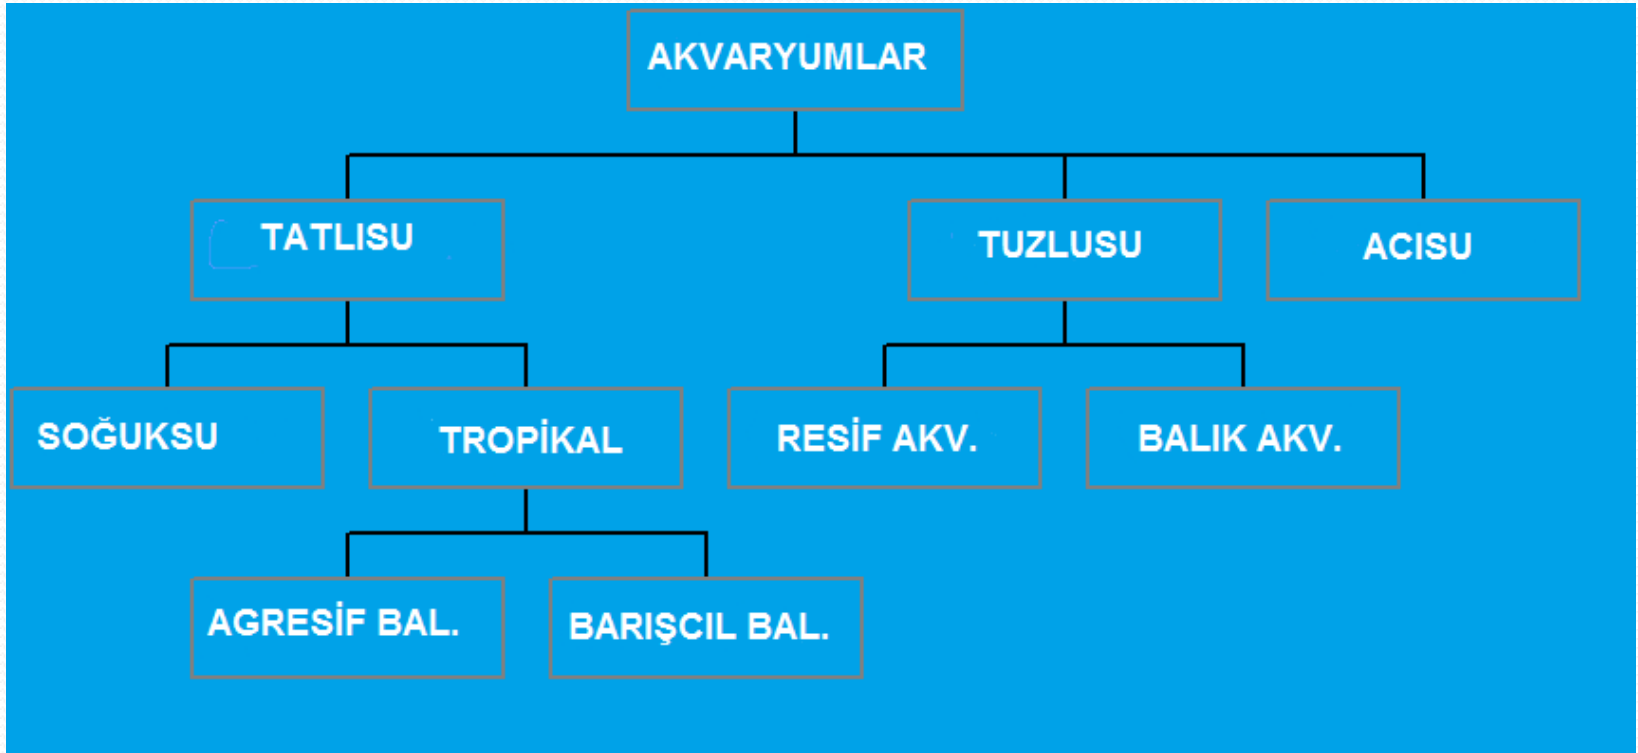 AKVARYUMLAR
TATLISU
TUZLUSU
ACISU
SOĞUKSU
TROPİKAL
RESİF AKV.
BALIK AKV.
AGRESİF BAL.
BARIŞCIL BAL.